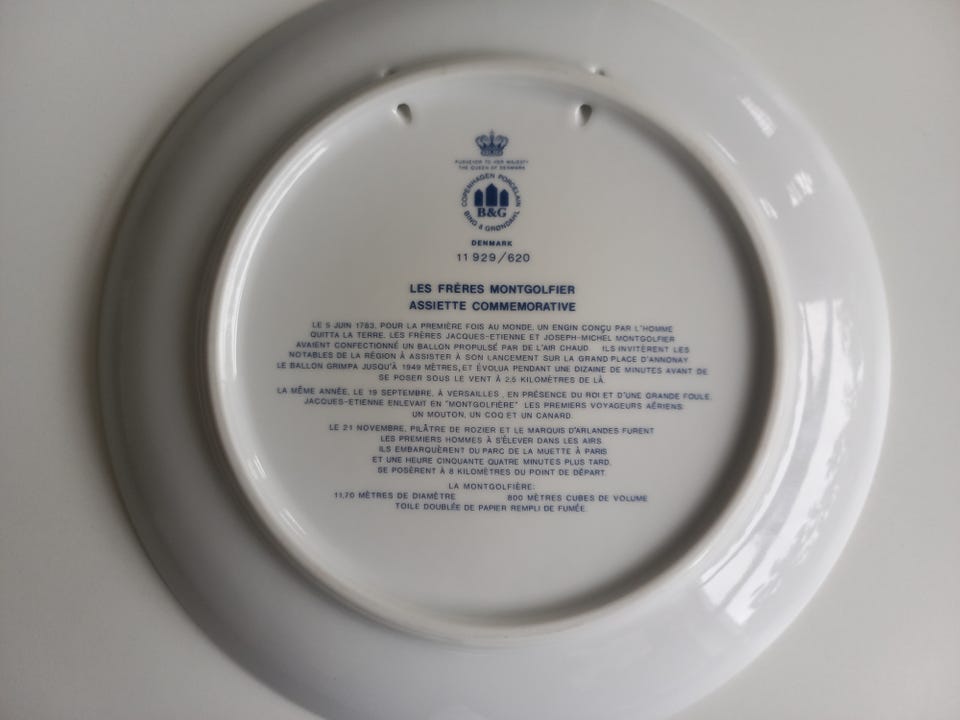 PURVEYOR TO HER MAJESTY
THE QUEEN OF DENMARK
COPENHAGEN PORCELAIN
B&G
BING & GRØNDAHL
DENMARK
11 929/620
LES FRÈRES MONTGOLFIER
ASSIETTE COMMEMORATIVE
LE 5 JUIN 1783, POUR LA PREMIÈRE FOIS AU MONDE, UN ENGIN CONÇU PAR L'HOMME
QUITTA LA TERRE. LES FRÈRES JACQUES-ETIENNE ET JOSEPH-MICHEL MONTGOLFIER
AVAIENT CONFECTIONNÉ UN BALLON PROPULSÉ PAR DE L'AIR CHAUD. ILS INVITÈRENT LES
NOTABLES DE LA RÉGION À ASSISTER À SON LANCEMENT SUR LA GRAND PLACE D'ANNONAY
LE BALLON GRIMPA JUSQU'À 1949 MÈTRES, ET ÉVOLUA PENDANT UNE DIZAINE DE MINUTES AVANT DE
SE POSER SOUS LE VENT À 2,5 KILOMÈTRES DE LÀ.
LA MÊME ANNÉE, LE 19 SEPTEMBRE, À VERSAILLES, EN PRÉSENCE DU ROI ET D'UNE GRANDE FOULE,
JACQUES-ETIENNE ENLEVAIT EN "MONTGOLFIÈRE" LES PREMIERS VOYAGEURS AÉRIENS:
UN MOUTON, UN COQ ET UN CANARD.
LE 21 NOVEMBRE, PILÂTRE DE ROZIER ET LE MARQUIS D'ARLANDES FURENT
LES PREMIERS HOMMES À S'ÉLEVER DANS LES AIRS.
ILS EMBARQUÈRENT DU PARC DE LA MUETTE À PARIS
ET UNE HEURE CINQUANTE QUATRE MINUTES PLUS TARD,
SE POSÈRENT À 8 KILOMÈTRES DU POINT DE DÉPART.
LA MONTGOLFIÈRE:
11,70 MÈTRES DE DIAMÈTRE 800 MÈTRES CUBES DE VOLUME
TOILE DOUBLÉE DE PAPIER REMPLI DE FUMÉE.